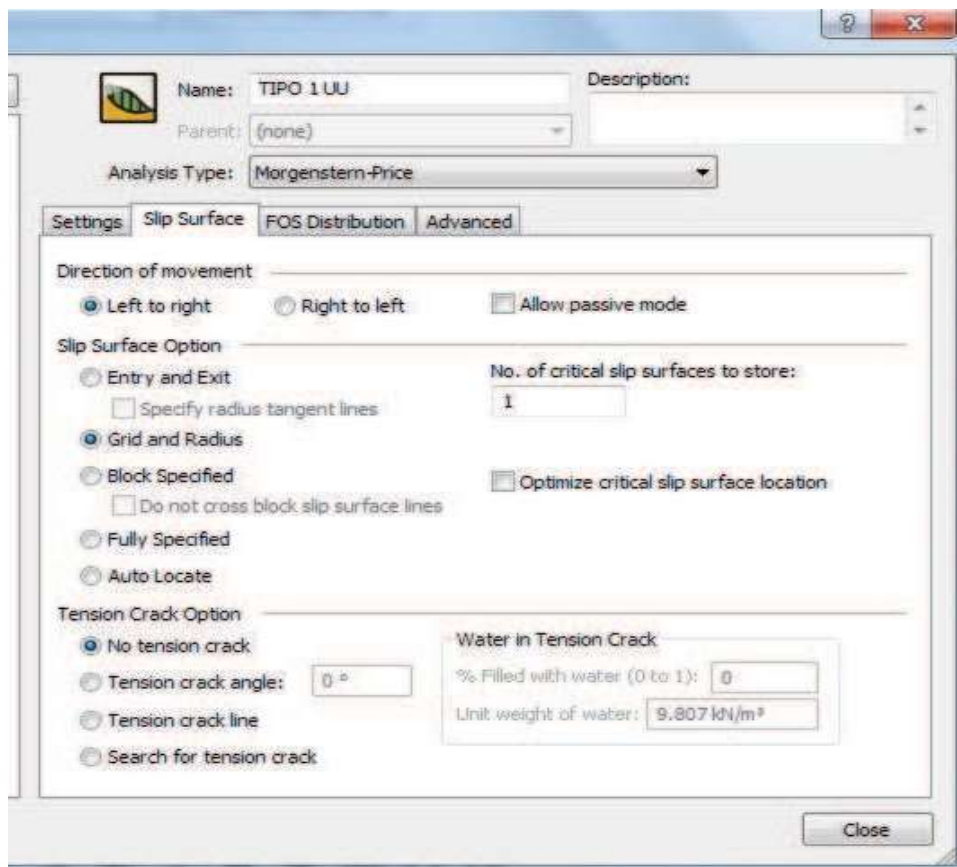 Name: TIPO 1 UU Description:
Parent: (none)
Analysis Type: Morgenstern-Price
Settings Slip Surface FOS Distribution Advanced
Direction of movement
Left to right Right to left Allow passive mode
Slip Surface Option
Entry and Exit No. of critical slip surfaces to store:
Specify radius tangent lines 1
Grid and Radius
Block Specified Optimize critical slip surface location
Do not cross block slip surface lines
Fully Specified
Auto Locate
Tension Crack Option
No tension crack Water in Tension Crack
Tension crack angle: 0 ° % Filled with water (0 to 1): 0
Tension crack line Unit weight of water: 9.807 kN/m³
Search for tension crack
Close